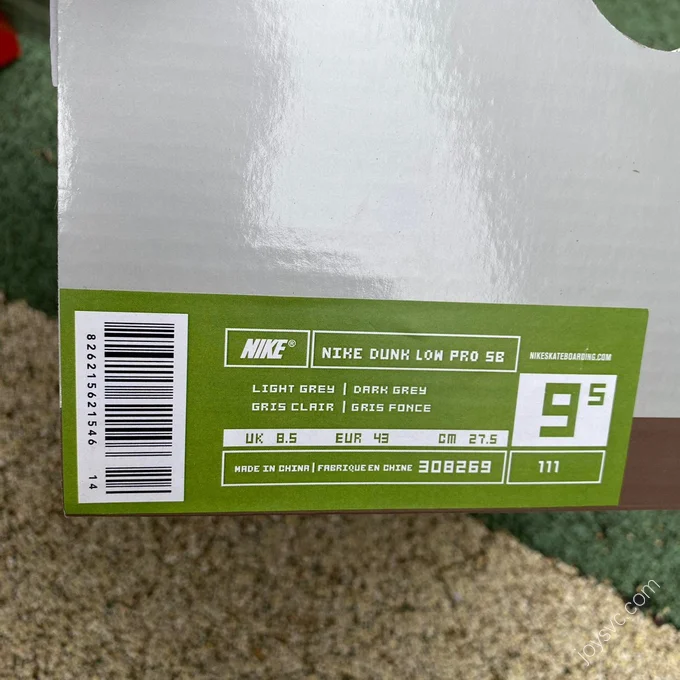 826215621546
14
NIKE®
NIKE DUNK LOW PRO SB
NIKESKATEBOARDING.COM
LIGHT GREY | DARK GREY
GRIS CLAIR | GRIS FONCE
9 5
UK 8.5 EUR 43 CM 27.5
MADE IN CHINA | FABRIQUE EN CHINE 308269
111
joysvc.com